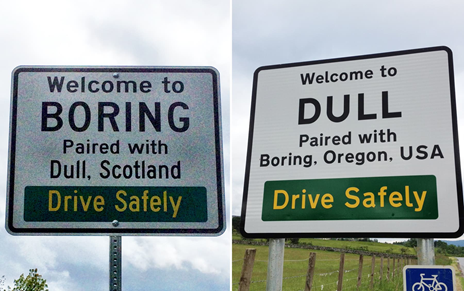 Welcome to
BORING
Paired with
Dull, Scotland
Drive Safely
Welcome to
DULL
Paired with
Boring, Oregon, USA
Drive Safely